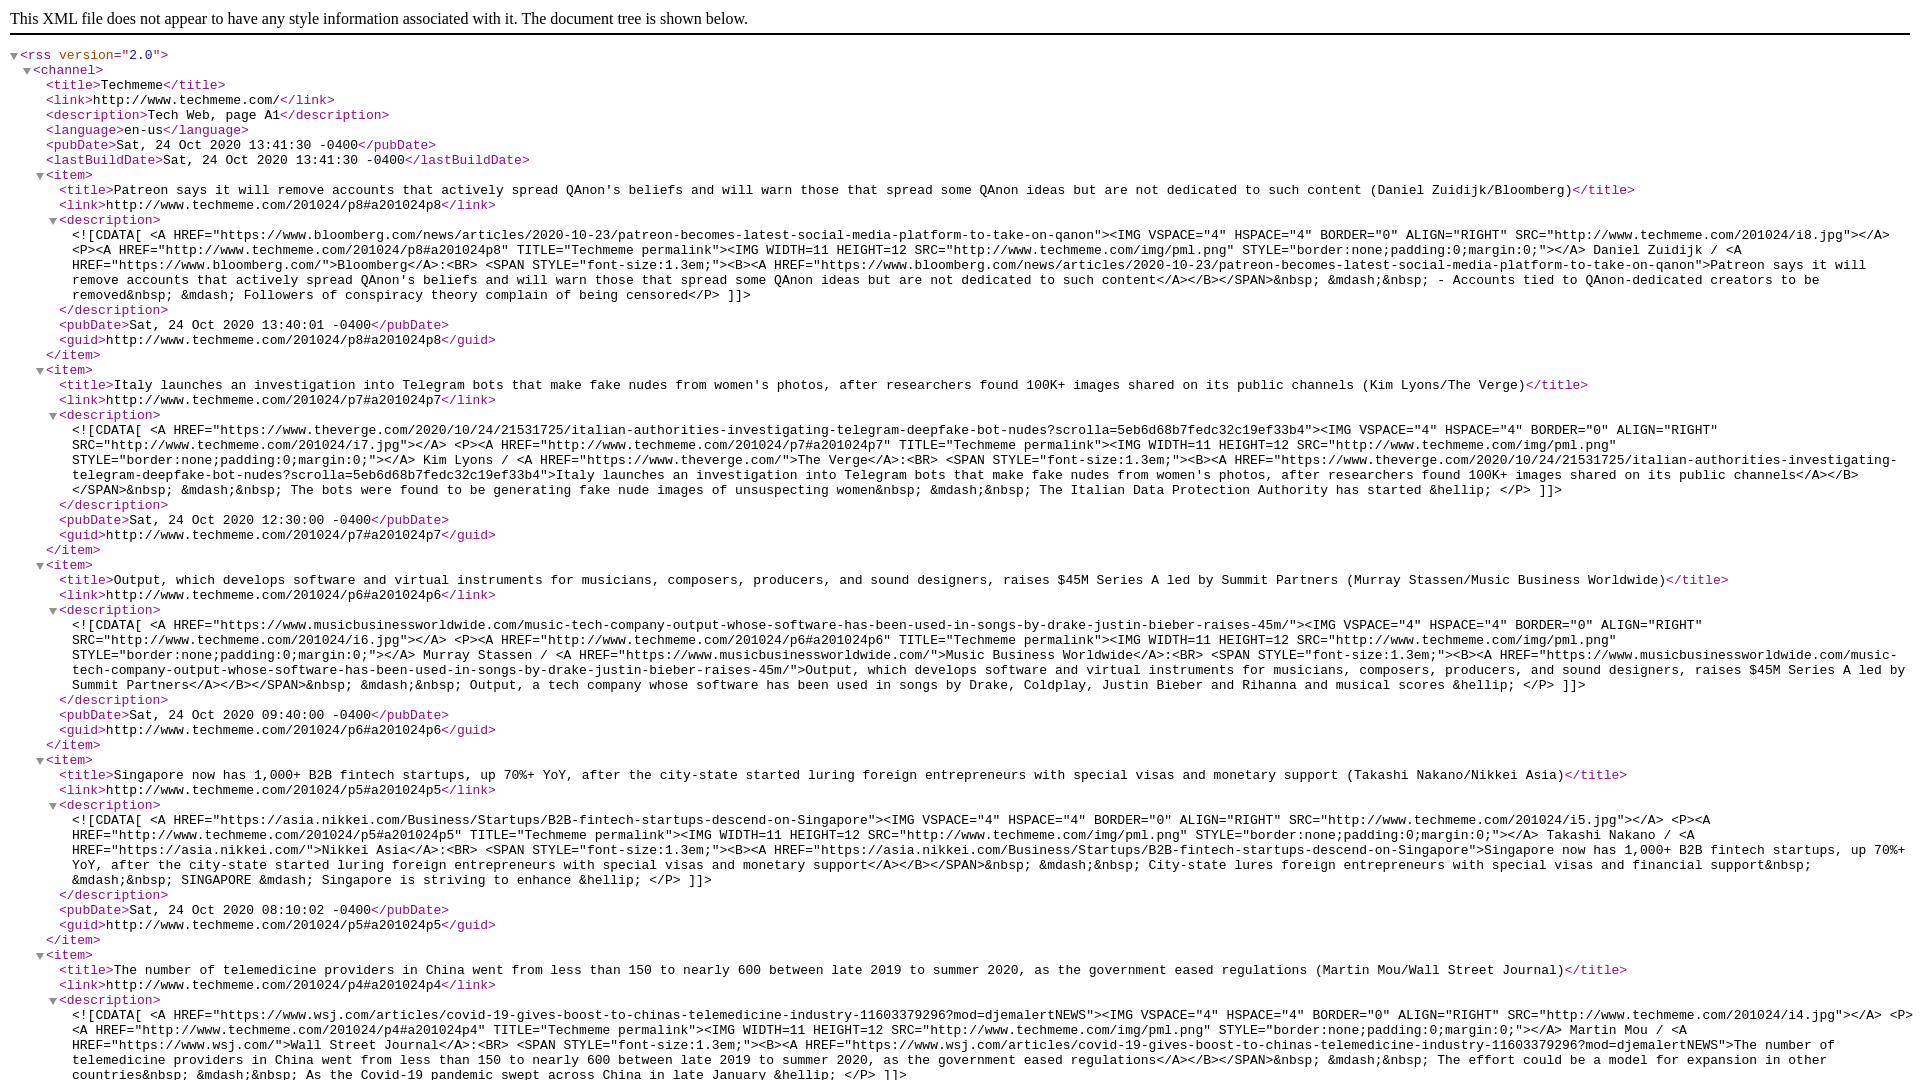 This XML file does not appear to have any style information associated with it. The document tree is shown below.
<rss version="2.0">
<channel>
<title>Techmeme</title>
<link>http://www.techmeme.com/</link>
<description>Tech Web, page A1</description>
<language>en-us</language>
<pubDate>Sat, 24 Oct 2020 13:41:30 -0400</pubDate>
<lastBuildDate>Sat, 24 Oct 2020 13:41:30 -0400</lastBuildDate>
<item>
<title>Patreon says it will remove accounts that actively spread QAnon's beliefs and will warn those that spread some QAnon ideas but are not dedicated to such content (Daniel Zuidijk/Bloomberg)</title>
<link>http://www.techmeme.com/201024/p8#a201024p8</link>
<description>
<![CDATA[ <A HREF="https://www.bloomberg.com/news/articles/2020-10-23/patreon-becomes-latest-social-media-platform-to-take-on-qanon"><IMG VSPACE="4" HSPACE="4" BORDER="0" ALIGN="RIGHT" SRC="http://www.techmeme.com/201024/i8.jpg"></A>
<P><A HREF="http://www.techmeme.com/201024/p8#a201024p8" TITLE="Techmeme permalink"><IMG WIDTH=11 HEIGHT=12 SRC="http://www.techmeme.com/img/pml.png" STYLE="border:none;padding:0;margin:0;"></A> Daniel Zuidijk / <A
HREF="https://www.bloomberg.com/">Bloomberg</A>:<BR> <SPAN STYLE="font-size:1.3em;"><B><A HREF="https://www.bloomberg.com/news/articles/2020-10-23/patreon-becomes-latest-social-media-platform-to-take-on-qanon">Patreon says it will
remove accounts that actively spread QAnon's beliefs and will warn those that spread some QAnon ideas but are not dedicated to such content</A></B></SPAN>&nbsp; &mdash;&nbsp; - Accounts tied to QAnon-dedicated creators to be
removed&nbsp; &mdash; Followers of conspiracy theory complain of being censored</P> ]]>
</description>
<pubDate>Sat, 24 Oct 2020 13:40:01 -0400</pubDate>
<guid>http://www.techmeme.com/201024/p8#a201024p8</guid>
</item>
<item>
<title>Italy launches an investigation into Telegram bots that make fake nudes from women's photos, after researchers found 100K+ images shared on its public channels (Kim Lyons/The Verge)</title>
<link>http://www.techmeme.com/201024/p7#a201024p7</link>
<description>
<![CDATA[ <A HREF="https://www.theverge.com/2020/10/24/21531725/italian-authorities-investigating-telegram-deepfake-bot-nudes?scrolla=5eb6d68b7fedc32c19ef33b4"><IMG VSPACE="4" HSPACE="4" BORDER="0" ALIGN="RIGHT"
SRC="http://www.techmeme.com/201024/i7.jpg"></A> <P><A HREF="http://www.techmeme.com/201024/p7#a201024p7" TITLE="Techmeme permalink"><IMG WIDTH=11 HEIGHT=12 SRC="http://www.techmeme.com/img/pml.png"
STYLE="border:none;padding:0;margin:0;"></A> Kim Lyons / <A HREF="https://www.theverge.com/">The Verge</A>:<BR> <SPAN STYLE="font-size:1.3em;"><B><A HREF="https://www.theverge.com/2020/10/24/21531725/italian-authorities-investigating-
telegram-deepfake-bot-nudes?scrolla=5eb6d68b7fedc32c19ef33b4">Italy launches an investigation into Telegram bots that make fake nudes from women's photos, after researchers found 100K+ images shared on its public channels</A></B>
</SPAN>&nbsp; &mdash;&nbsp; The bots were found to be generating fake nude images of unsuspecting women&nbsp; &mdash;&nbsp; The Italian Data Protection Authority has started &hellip; </P> ]]>
</description>
<pubDate>Sat, 24 Oct 2020 12:30:00 -0400</pubDate>
<guid>http://www.techmeme.com/201024/p7#a201024p7</guid>
</item>
<item>
<title>Output, which develops software and virtual instruments for musicians, composers, producers, and sound designers, raises $45M Series A led by Summit Partners (Murray Stassen/Music Business Worldwide)</title>
<link>http://www.techmeme.com/201024/p6#a201024p6</link>
<description>
<![CDATA[ <A HREF="https://www.musicbusinessworldwide.com/music-tech-company-output-whose-software-has-been-used-in-songs-by-drake-justin-bieber-raises-45m/"><IMG VSPACE="4" HSPACE="4" BORDER="0" ALIGN="RIGHT"
SRC="http://www.techmeme.com/201024/i6.jpg"></A> <P><A HREF="http://www.techmeme.com/201024/p6#a201024p6" TITLE="Techmeme permalink"><IMG WIDTH=11 HEIGHT=12 SRC="http://www.techmeme.com/img/pml.png"
STYLE="border:none;padding:0;margin:0;"></A> Murray Stassen / <A HREF="https://www.musicbusinessworldwide.com/">Music Business Worldwide</A>:<BR> <SPAN STYLE="font-size:1.3em;"><B><A HREF="https://www.musicbusinessworldwide.com/music-
tech-company-output-whose-software-has-been-used-in-songs-by-drake-justin-bieber-raises-45m/">Output, which develops software and virtual instruments for musicians, composers, producers, and sound designers, raises $45M Series A led by
Summit Partners</A></B></SPAN>&nbsp; &mdash;&nbsp; Output, a tech company whose software has been used in songs by Drake, Coldplay, Justin Bieber and Rihanna and musical scores &hellip; </P> ]]>
</description>
<pubDate>Sat, 24 Oct 2020 09:40:00 -0400</pubDate>
<guid>http://www.techmeme.com/201024/p6#a201024p6</guid>
</item>
<item>
<title>Singapore now has 1,000+ B2B fintech startups, up 70%+ YoY, after the city-state started luring foreign entrepreneurs with special visas and monetary support (Takashi Nakano/Nikkei Asia)</title>
<link>http://www.techmeme.com/201024/p5#a201024p5</link>
<description>
<![CDATA[ <A HREF="https://asia.nikkei.com/Business/Startups/B2B-fintech-startups-descend-on-Singapore"><IMG VSPACE="4" HSPACE="4" BORDER="0" ALIGN="RIGHT" SRC="http://www.techmeme.com/201024/i5.jpg"></A> <P><A
HREF="http://www.techmeme.com/201024/p5#a201024p5" TITLE="Techmeme permalink"><IMG WIDTH=11 HEIGHT=12 SRC="http://www.techmeme.com/img/pml.png" STYLE="border:none;padding:0;margin:0;"></A> Takashi Nakano / <A
HREF="https://asia.nikkei.com/">Nikkei Asia</A>:<BR> <SPAN STYLE="font-size:1.3em;"><B><A HREF="https://asia.nikkei.com/Business/Startups/B2B-fintech-startups-descend-on-Singapore">Singapore now has 1,000+ B2B fintech startups, up 70%+
YoY, after the city-state started luring foreign entrepreneurs with special visas and monetary support</A></B></SPAN>&nbsp; &mdash;&nbsp; City-state lures foreign entrepreneurs with special visas and financial support&nbsp;
&mdash;&nbsp; SINGAPORE &mdash; Singapore is striving to enhance &hellip; </P> ]]>
</description>
<pubDate>Sat, 24 Oct 2020 08:10:02 -0400</pubDate>
<guid>http://www.techmeme.com/201024/p5#a201024p5</guid>
</item>
<item>
<title>The number of telemedicine providers in China went from less than 150 to nearly 600 between late 2019 to summer 2020, as the government eased regulations (Martin Mou/Wall Street Journal)</title>
<link>http://www.techmeme.com/201024/p4#a201024p4</link>
<description>
<![CDATA[ <A HREF="https://www.wsj.com/articles/covid-19-gives-boost-to-chinas-telemedicine-industry-11603379296?mod=djemalertNEWS"><IMG VSPACE="4" HSPACE="4" BORDER="0" ALIGN="RIGHT" SRC="http://www.techmeme.com/201024/i4.jpg"></A> <P>
<A HREF="http://www.techmeme.com/201024/p4#a201024p4" TITLE="Techmeme permalink"><IMG WIDTH=11 HEIGHT=12 SRC="http://www.techmeme.com/img/pml.png" STYLE="border:none;padding:0;margin:0;"></A> Martin Mou / <A
HREF="https://www.wsj.com/">Wall Street Journal</A>:<BR> <SPAN STYLE="font-size:1.3em;"><B><A HREF="https://www.wsj.com/articles/covid-19-gives-boost-to-chinas-telemedicine-industry-11603379296?mod=djemalertNEWS">The number of
telemedicine providers in China went from less than 150 to nearly 600 between late 2019 to summer 2020, as the government eased regulations</A></B></SPAN>&nbsp; &mdash;&nbsp; The effort could be a model for expansion in other
countries&nbsp; &mdash;&nbsp; As the Covid-19 pandemic swept across China in late January &hellip; </P> ]]>